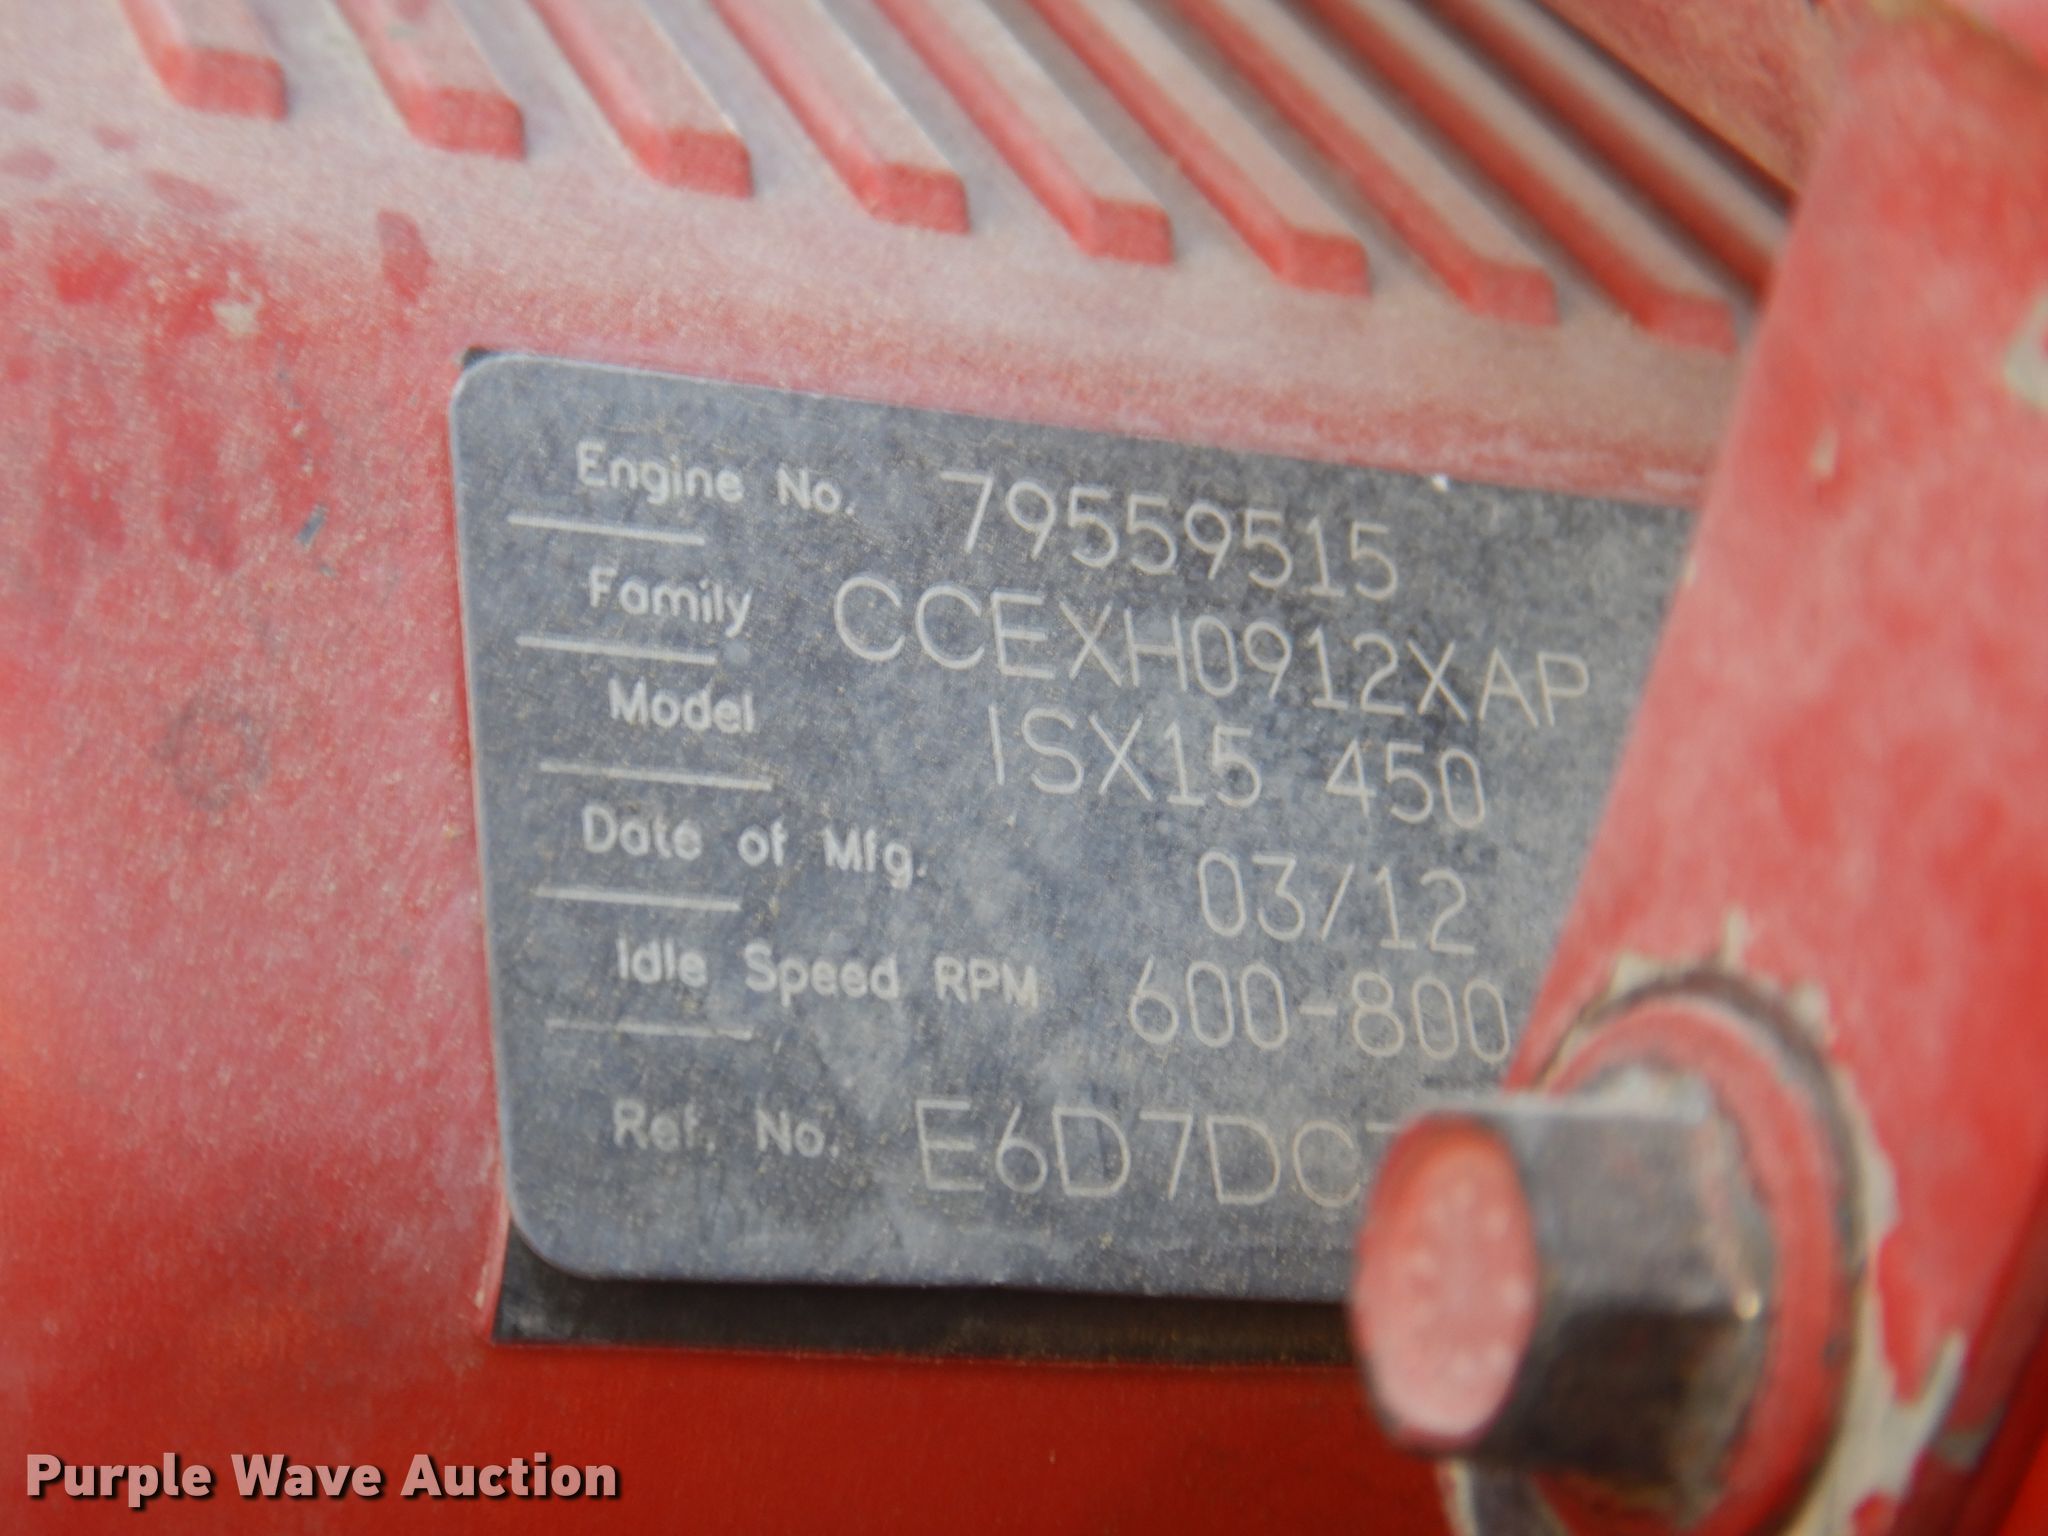 Engine No. 79559515
Family CCEXH0912XAP
Model ISX15 450
Date of Mfg. 03/12
Idle Speed RPM 600-800
Ref. No. E6D7DC
Purple Wave Auction